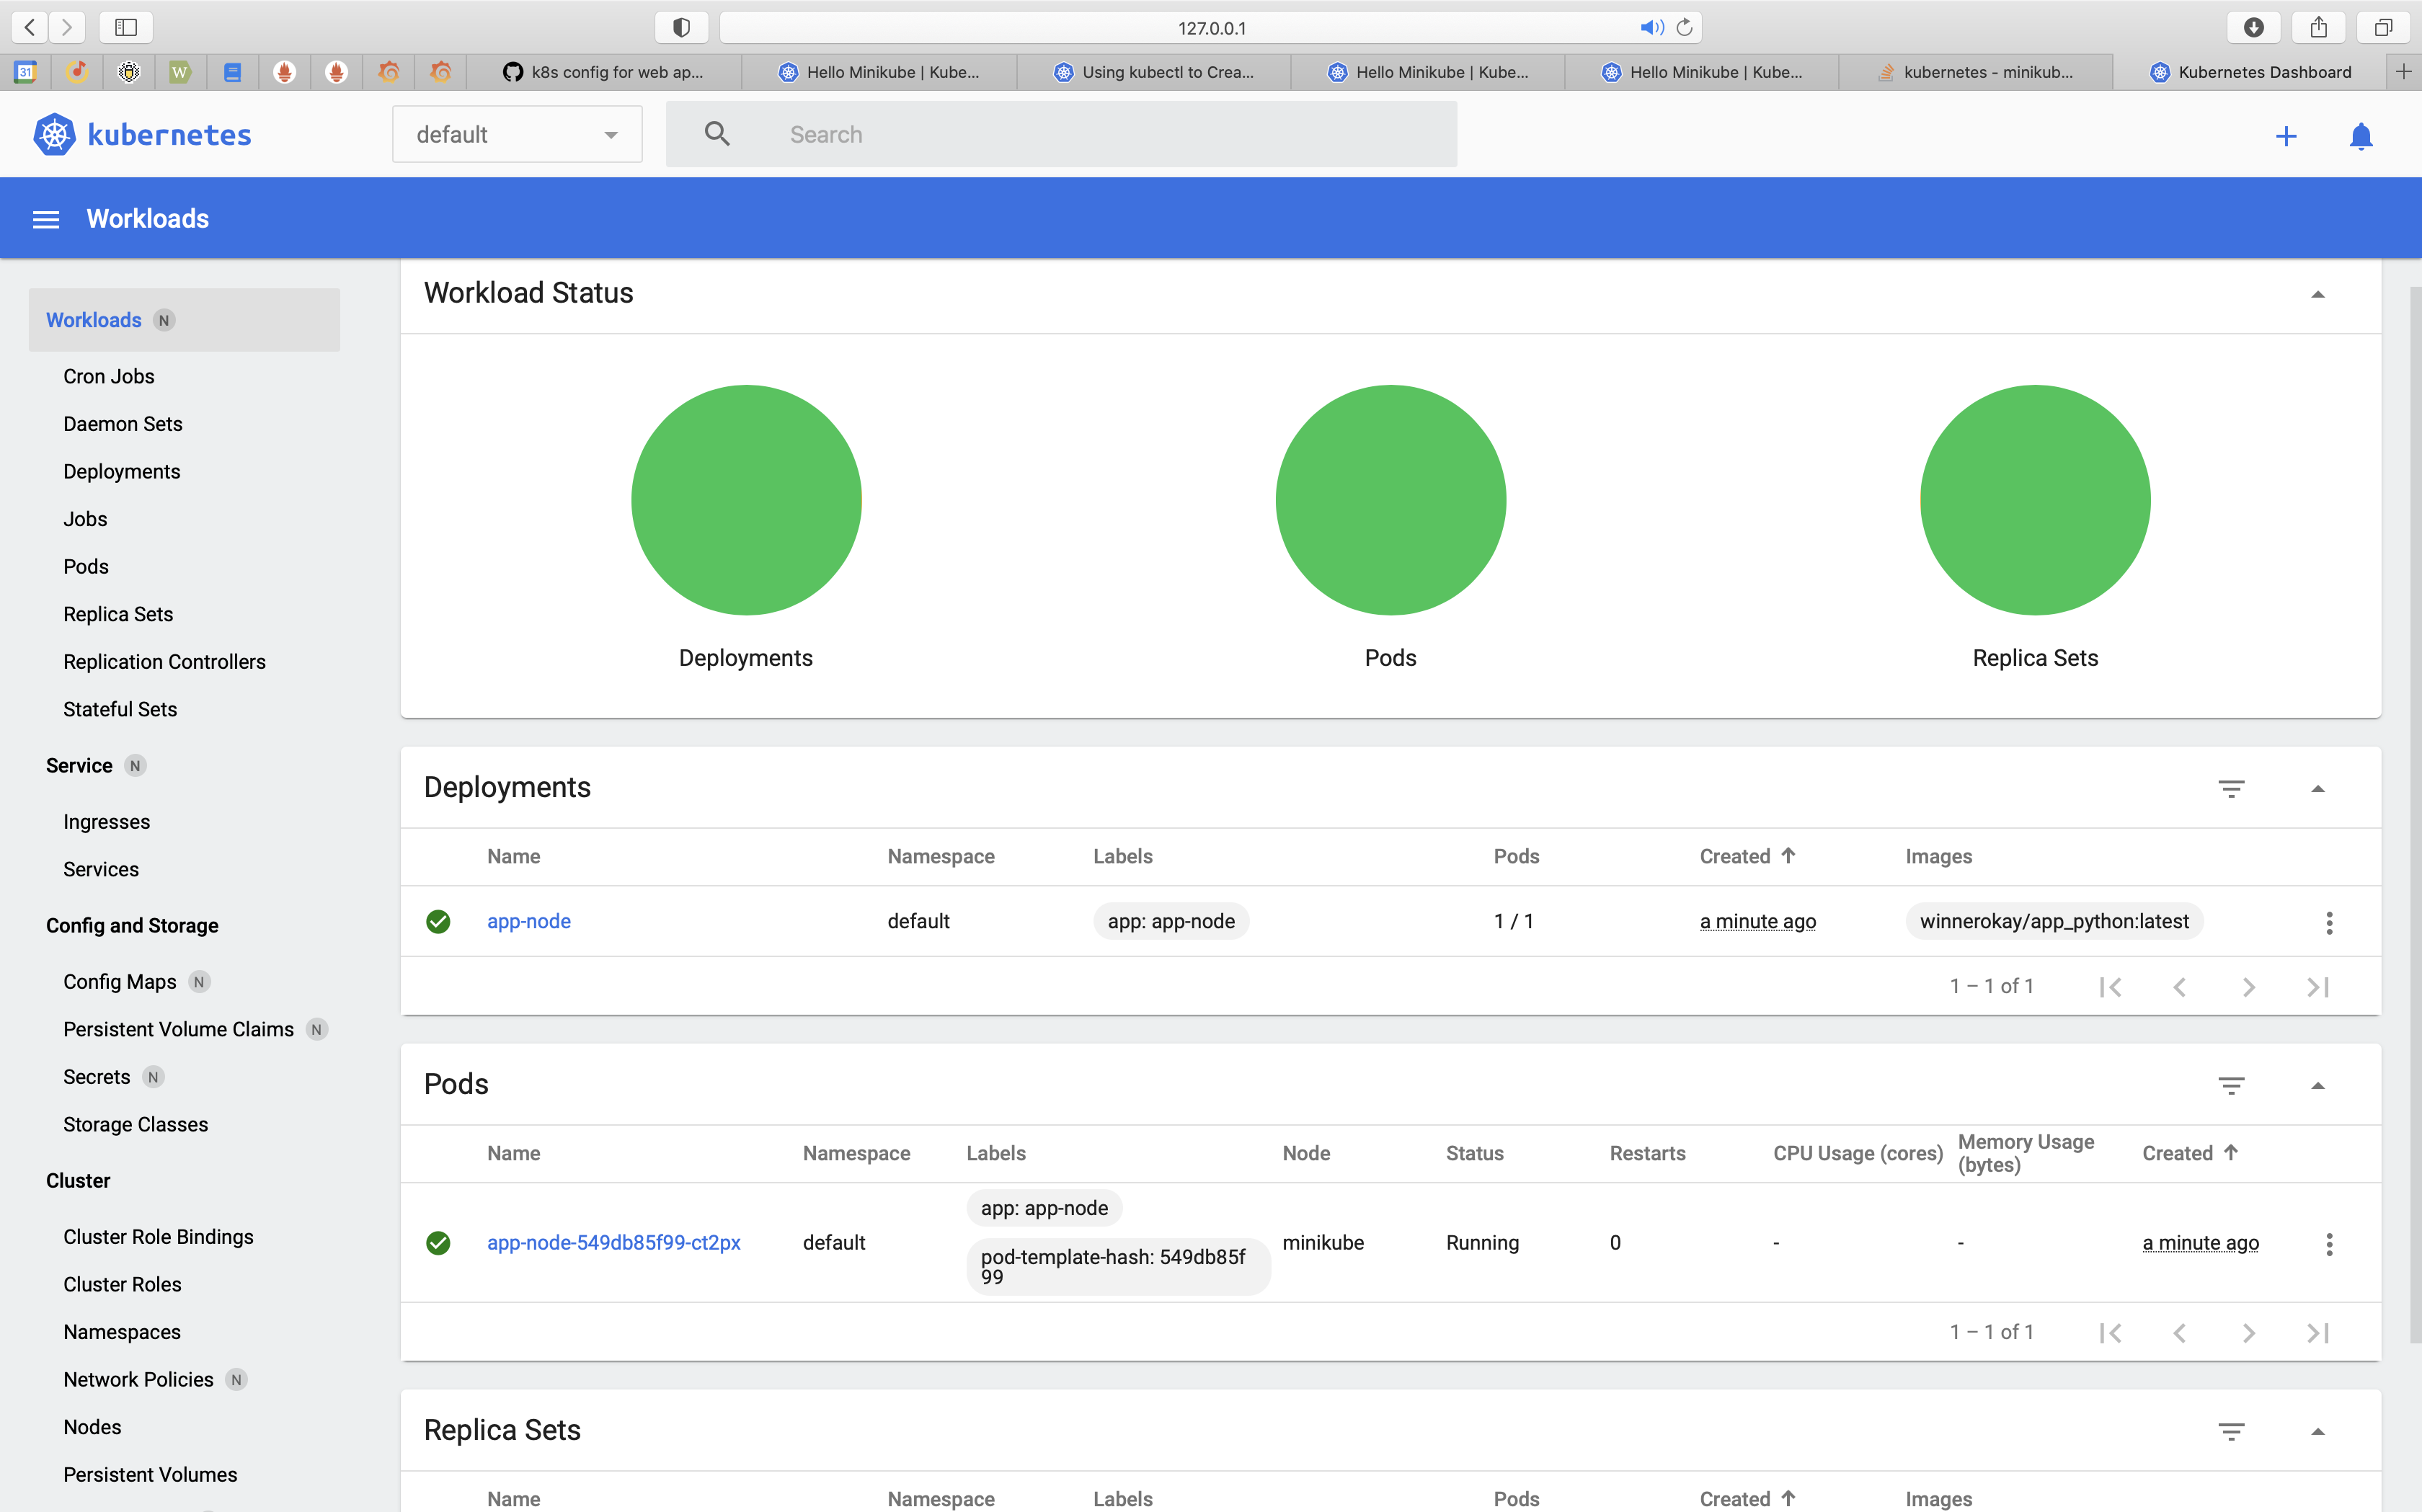 127.0.0.1
31
W
k8s config for web ap...
Hello Minikube | Kube...
Using kubectl to Crea...
Hello Minikube | Kube...
Hello Minikube | Kube...
kubernetes - minikub...
Kubernetes Dashboard
kubernetes
default
Search
Workloads
Workloads N
Cron Jobs
Daemon Sets
Deployments
Jobs
Pods
Replica Sets
Replication Controllers
Stateful Sets
Service N
Ingresses
Services
Config and Storage
Config Maps N
Persistent Volume Claims N
Secrets N
Storage Classes
Cluster
Cluster Role Bindings
Cluster Roles
Namespaces
Network Policies N
Nodes
Persistent Volumes
Workload Status
Deployments
Pods
Replica Sets
Deployments
Name Namespace Labels Pods Created Images
app-node default app: app-node 1 / 1 a minute ago winnerokay/app_python:latest
1 – 1 of 1
Pods
Name Namespace Labels Node Status Restarts CPU Usage (cores) Memory Usage (bytes) Created
app-node-549db85f99-ct2px default app: app-node minikube Running 0 - - a minute ago
pod-template-hash: 549db85f
99
1 – 1 of 1
Replica Sets
Name Namespace Labels Pods Created Images